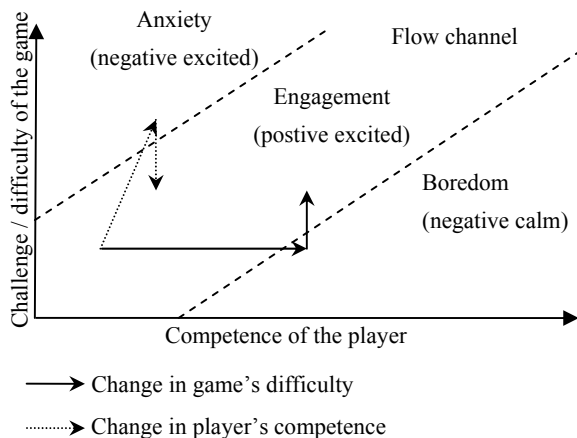 Anxiety
(negative excited)
Flow channel
Engagement
(postive excited)
Boredom
(negative calm)
Challenge / difficulty of the game
Competence of the player
Change in game’s difficulty
Change in player’s competence